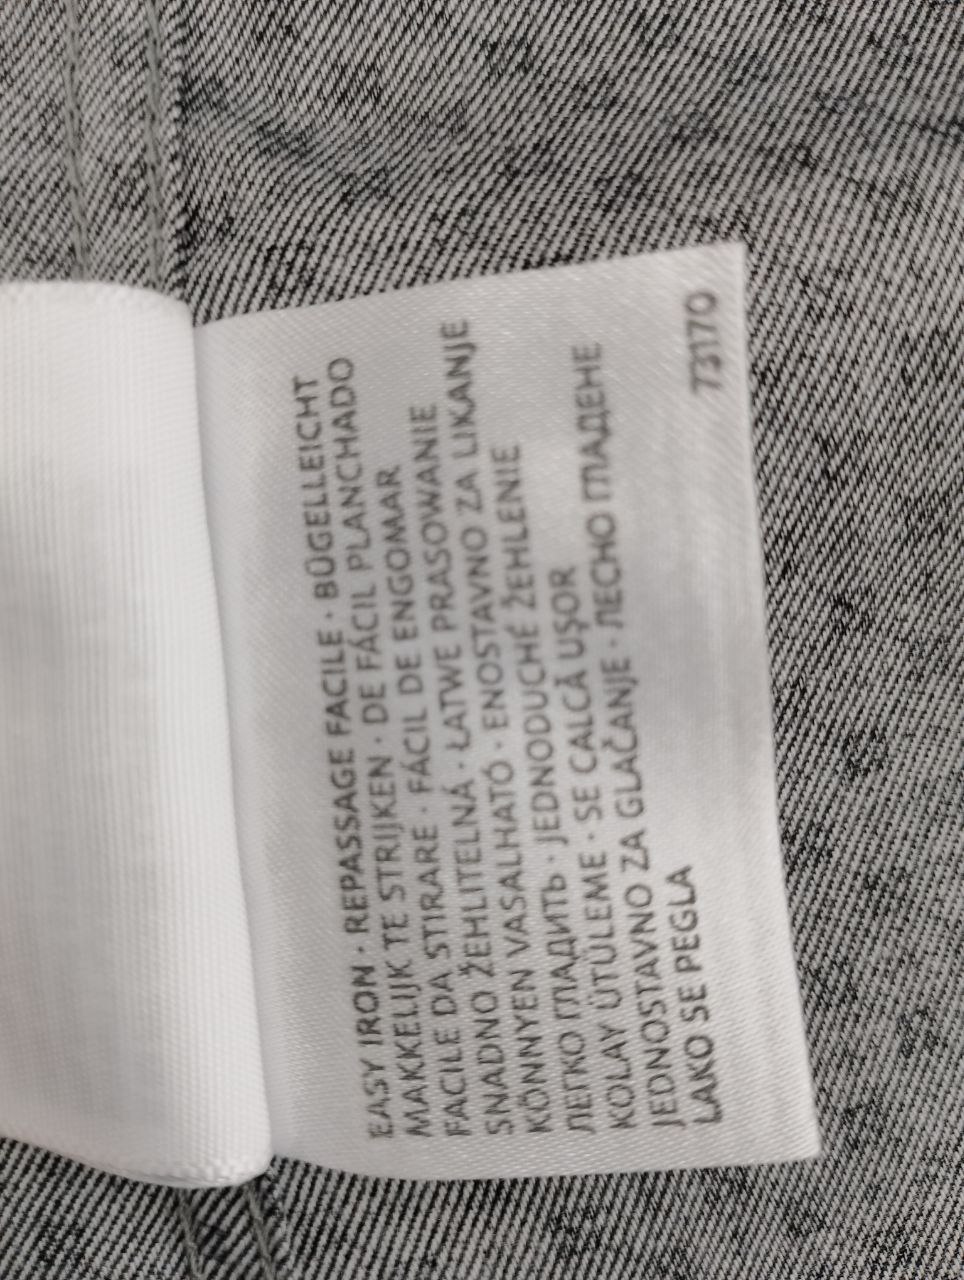 EASY IRON · REPASSAGE FACILE · BÜGELLEICHT
MAKKELIJK TE STRIJKEN · DE FÁCIL PLANCHADO
FACILE DA STIRARE · FÁCIL DE ENGOMAR
SNADNO ŽEHLITELNÁ · ŁATWE PRASOWANIE
KÖNNYEN VASALHATÓ · ENOSTAVNO ZA LIKANJE
ЛЕГКО ГЛАДИТЬ · JEDNODUCHÉ ŽEHLENIE
KOLAY ÜTÜLEME · SE CALCĂ UŞOR
JEDNOSTAVNO ZA GLAČANJE · ЛЕСНО ГЛАДЕНЕ
LAKO SE PEGLA
73170